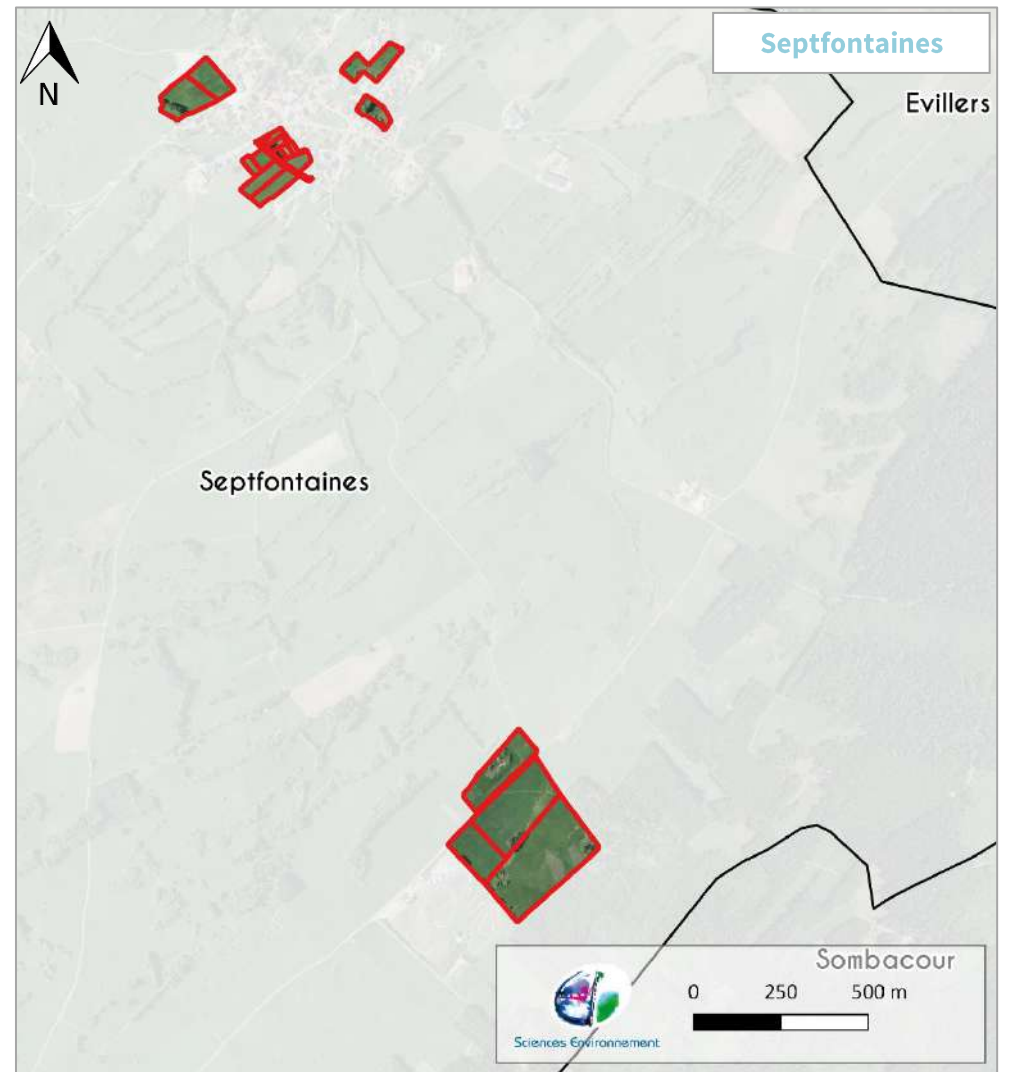 Septfontaines
Evillers
N
Septfontaines
Sombacour
0 250 500 m
Sciences Environnement